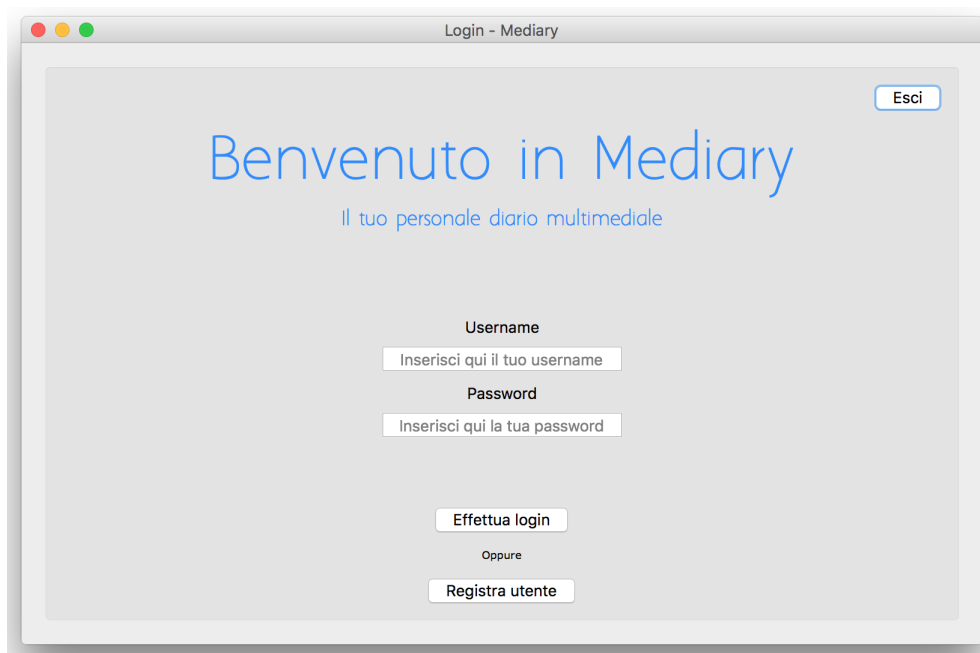 Login - Mediary
Esci
Benvenuto in Mediary
Il tuo personale diario multimediale
Username
Inserisci qui il tuo username
Password
Inserisci qui la tua password
Effettua login
Oppure
Registra utente